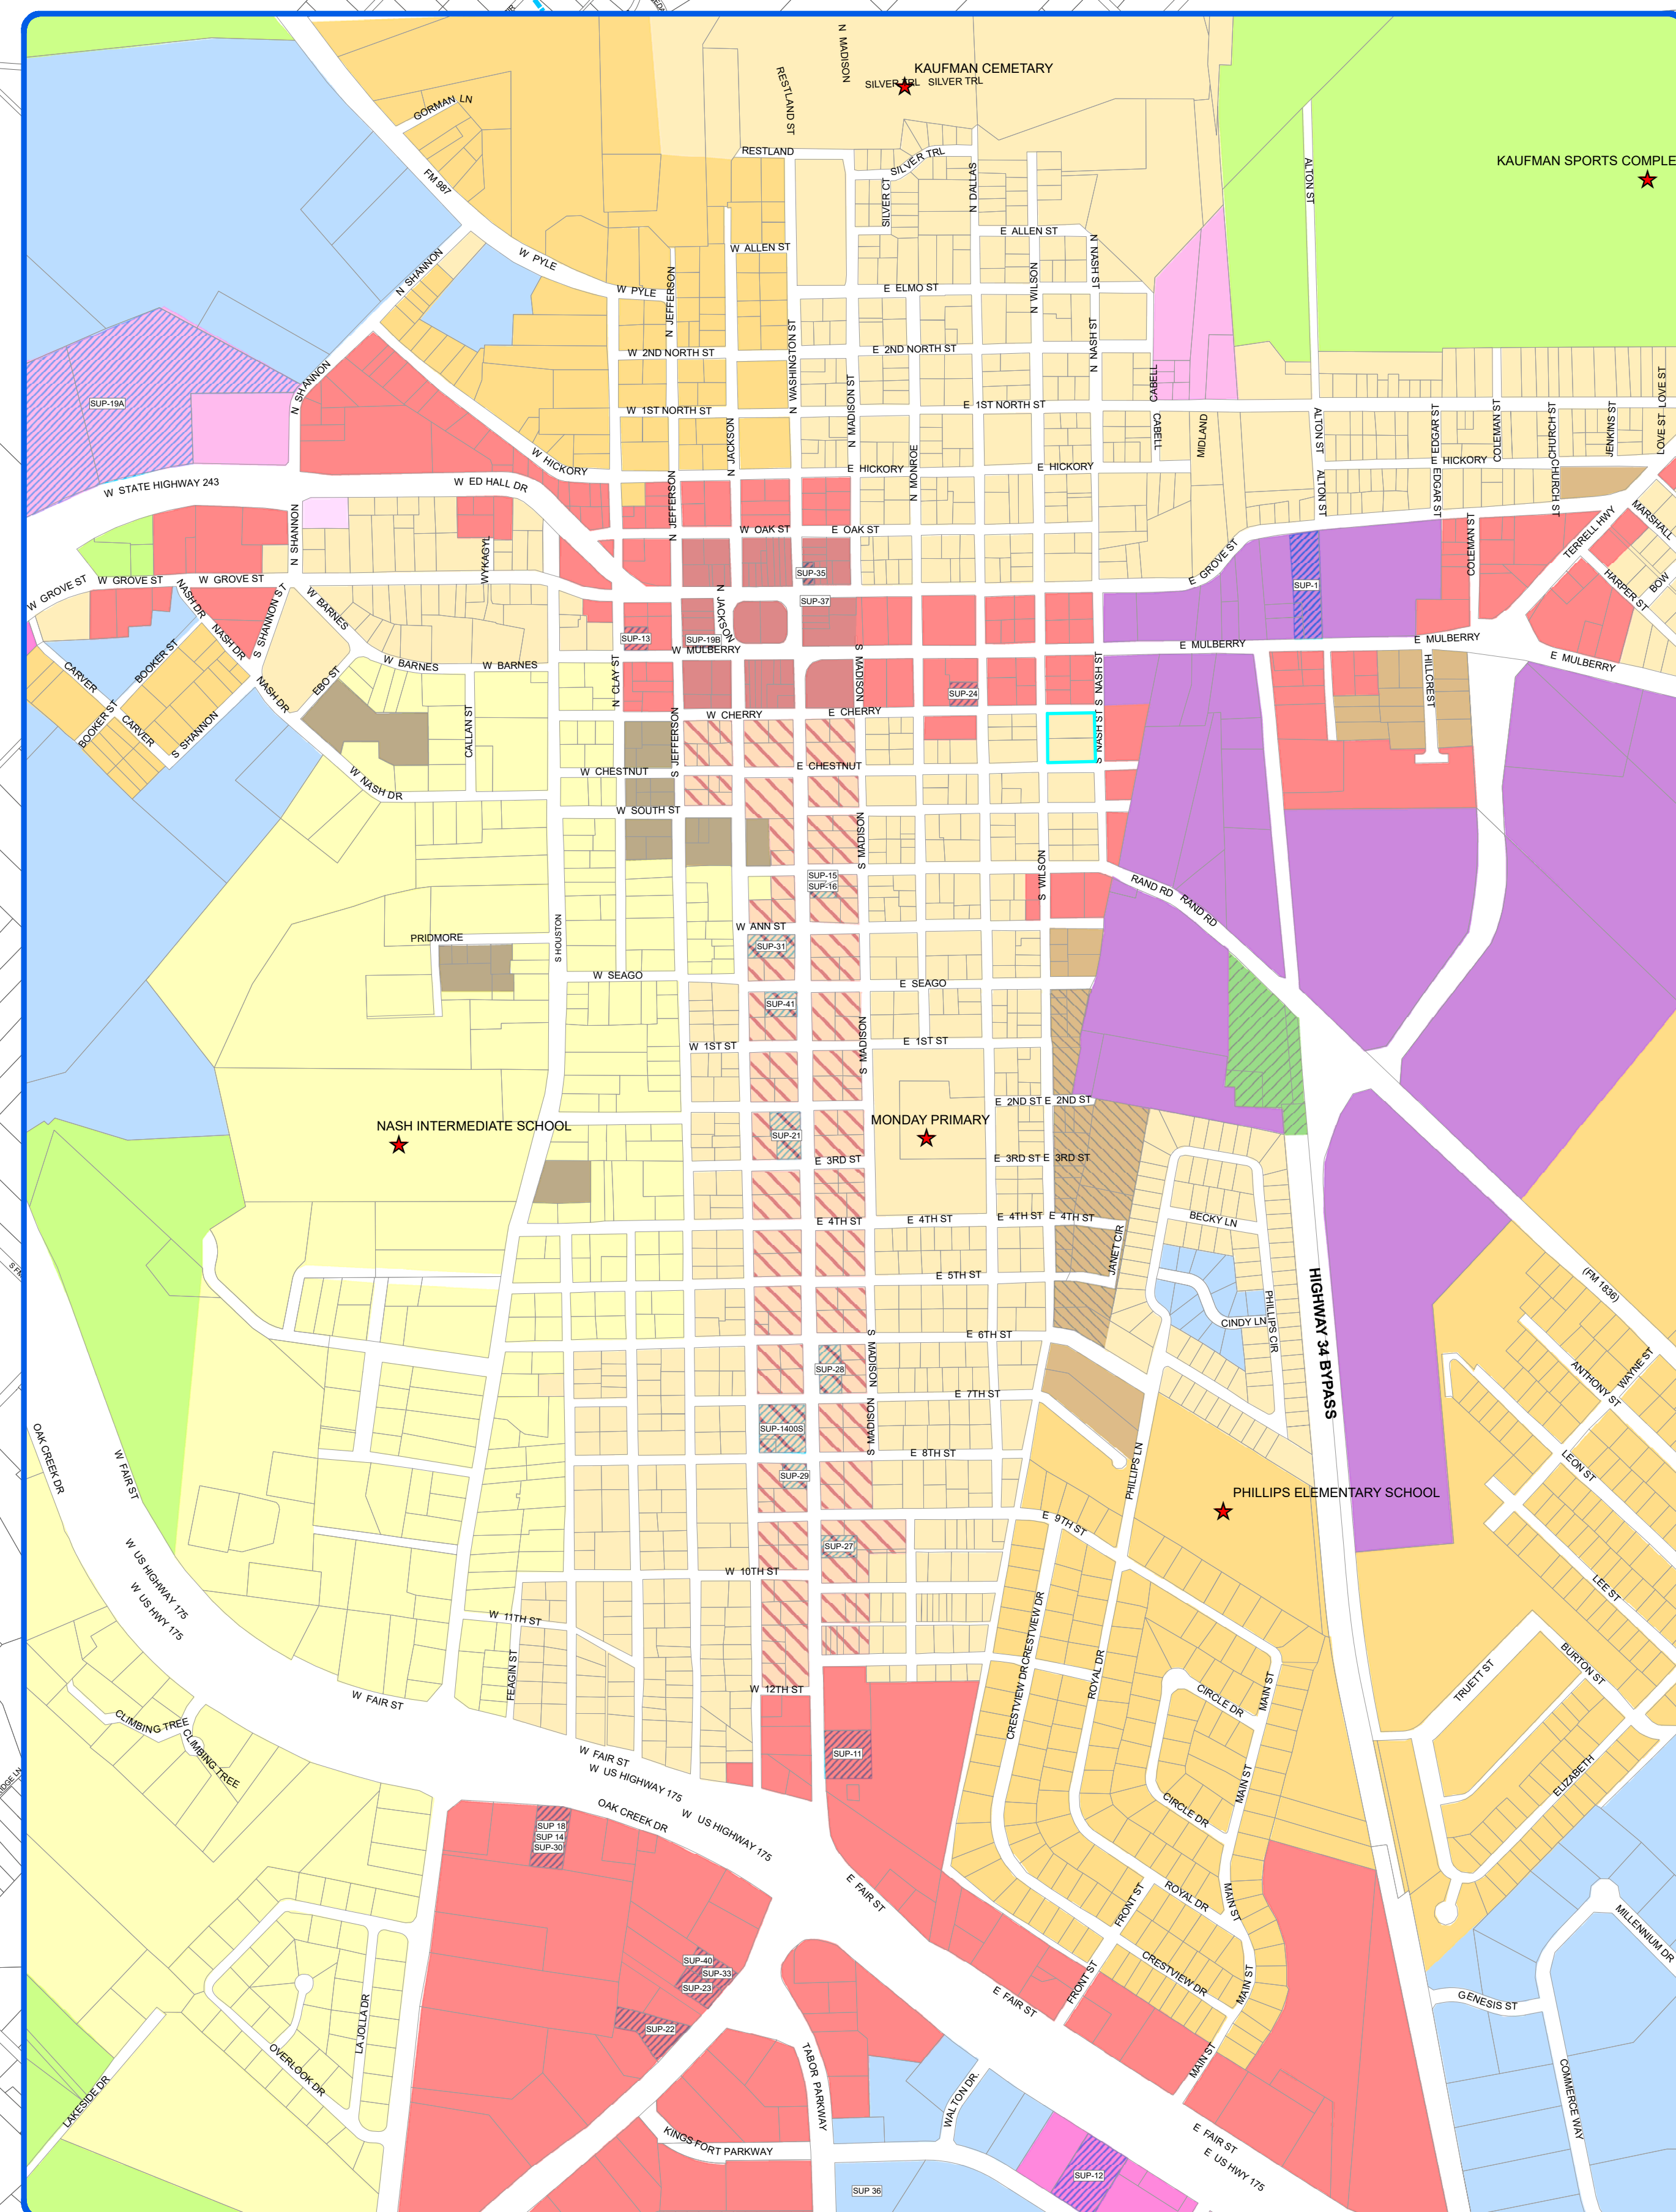 N MADISON
KAUFMAN CEMETARY
SILVER TRL
SILVER TRL
RESTLAND ST
GORMAN LN
FM 987
RESTLAND
SILVER TRL
SILVER CT
N DALLAS
ALTON ST
KAUFMAN SPORTS COMPLE
E ALLEN ST
W ALLEN ST
N NASH ST
N SHANNON
W PYLE
W PYLE
N JEFFERSON
E ELMO ST
N WILSON
N WASHINGTON ST
W 2ND NORTH ST
E 2ND NORTH ST
N NASH ST
CABELL
N SHANNON
SUP-19A
W 1ST NORTH ST
E 1ST NORTH ST
N MADISON ST
N JACKSON
N MONROE
CABELL
MIDLAND
ALTON ST
EDGAR ST
COLEMAN ST
CHURCH ST
JENKINS ST
LOVE ST
LOVE ST
W HICKORY
E HICKORY
E HICKORY
E HICKORY
W STATE HIGHWAY 243
W ED HALL DR
N JEFFERSON
ALTON ST
EDGAR ST
CHURCH ST
N SHANNON
W OAK ST
E OAK ST
MARSHALL
TERRELL HWY
COLEMAN ST
WYKAGYL
SUP-35
E GROVE ST
SUP-1
HARPER ST
BOW
W GROVE ST
W GROVE ST
W GROVE ST
NASH DR
S SHANNON ST
W BARNES
N JACKSON
SUP-37
SUP-13
SUP-19B
W MULBERRY
E MULBERRY
E MULBERRY
E MULBERRY
NASH DR
BOOKER ST
CARVER
W BARNES
W BARNES
EBO ST
NASH DR
N CLAY ST
S MADISON
SUP-24
S NASH ST
HILLCREST
W CHERRY
E CHERRY
S NASH ST
BOOKER ST
CARVER
S SHANNON
CALLAN ST
S JEFFERSON
W CHESTNUT
E CHESTNUT
W NASH DR
W SOUTH ST
S MADISON
SUP-15
SUP-16
S WILSON
RAND RD
RAND RD
W ANN ST
S HOUSTON
PRIDMORE
SUP-31
W SEAGO
E SEAGO
SUP-41
W 1ST ST
E 1ST ST
S MADISON
E 2ND ST
E 2ND ST
NASH INTERMEDIATE SCHOOL
MONDAY PRIMARY
SUP-21
E 3RD ST
E 3RD ST
E 3RD ST
E 4TH ST
E 4TH ST
E 4TH ST
E 4TH ST
BECKY LN
JANET CIR
E 5TH ST
HIGHWAY 34 BYPASS
PHILLIPS CIR
CINDY LN
(FM 1836)
E 6TH ST
S MADISON
SUP-28
ANTHONY ST
WAYNE ST
E 7TH ST
SUP-1400S
S MADISON
OAK CREEK DR
W FAIR ST
E 8TH ST
PHILLIPS LN
LEON ST
SUP-29
PHILLIPS ELEMENTARY SCHOOL
E 9TH ST
SUP-27
W US HIGHWAY 175
W US HWY 175
W 10TH ST
LEE ST
CRESTVIEW DR
W 11TH ST
FEAGIN ST
ROYAL DR
BURTON ST
TRUETT ST
W FAIR ST
W 12TH ST
CRESTVIEW DR
CIRCLE DR
MAIN ST
CLIMBING TREE
CLIMBING TREE
SUP-11
W FAIR ST
W US HIGHWAY 175
ELIZABETH
MAIN ST
OAK CREEK DR
W US HIGHWAY 175
CIRCLE DR
SUP 18
SUP 14
SUP-30
E FAIR ST
ROYAL DR
FRONT ST
MAIN ST
MILLENNIUM DR
SUP-40
SUP-33
SUP-23
CRESTVIEW DR
FRONT ST
MAIN ST
E FAIR ST
GENESIS ST
SUP-22
LA JOLLA DR
OVERLOOK DR
LAKESIDE DR
TABOR PARKWAY
WALTON DR.
MAIN ST
COMMERCE WAY
KINGS FORT PARKWAY
E FAIR ST
E US HWY 175
SUP-12
SUP 36